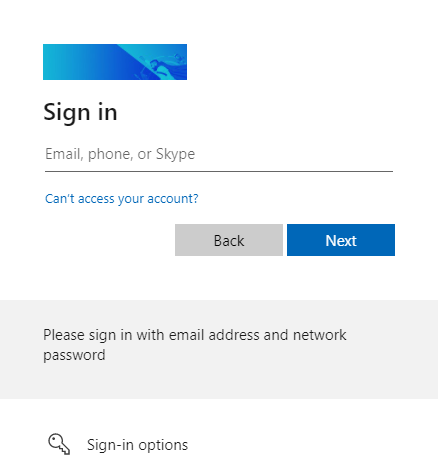 Sign in
Email, phone, or Skype
Can't access your account?
Back
Next
Please sign in with email address and network
password
Sign-in options